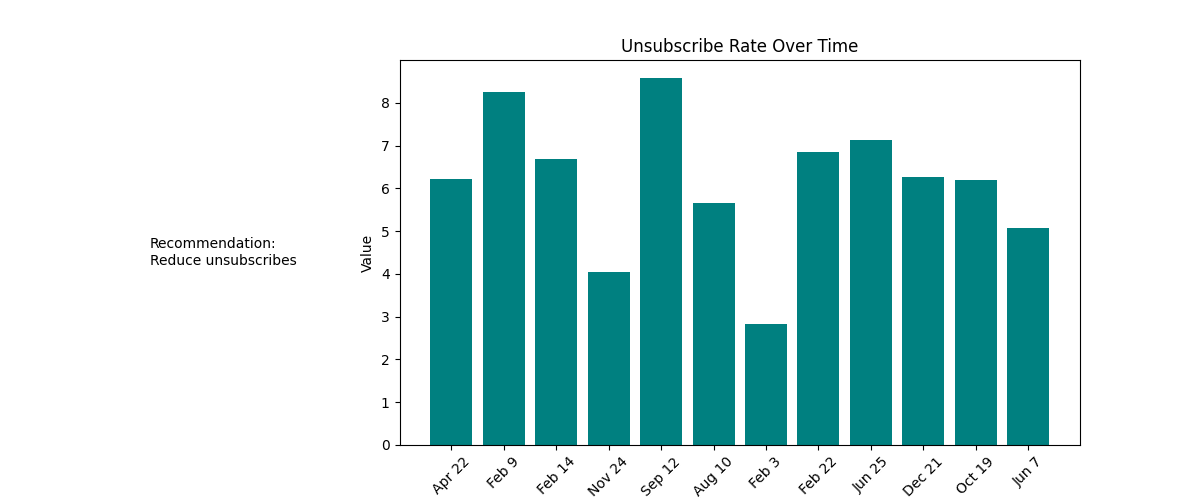 Unsubscribe Rate Over Time
Recommendation:
Reduce unsubscribes
Value
8
7
6
5
4
3
2
1
0
Apr 22
Feb 9
Feb 14
Nov 24
Sep 12
Aug 10
Feb 3
Feb 22
Jun 25
Dec 21
Oct 19
Jun 7